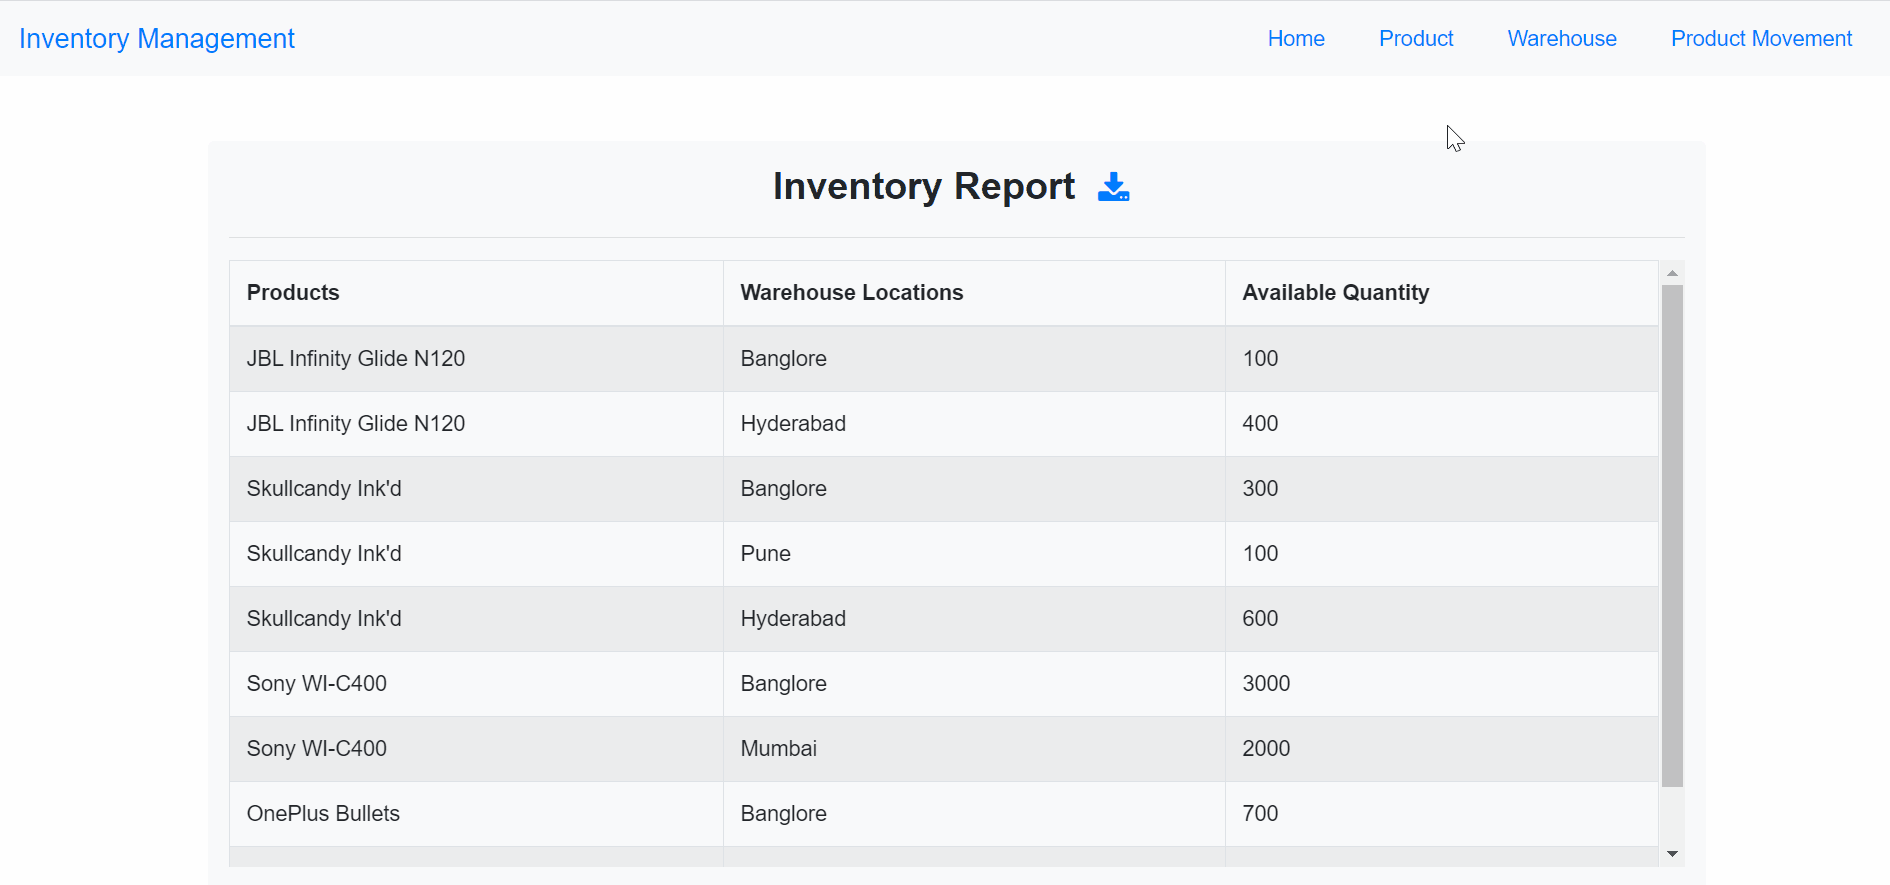 Inventory Management Home Product Warehouse Product Movement
Inventory Report
Products Warehouse Locations Available Quantity
JBL Infinity Glide N120 Banglore 100
JBL Infinity Glide N120 Hyderabad 400
Skullcandy Ink'd Banglore 300
Skullcandy Ink'd Pune 100
Skullcandy Ink'd Hyderabad 600
Sony WI-C400 Banglore 3000
Sony WI-C400 Mumbai 2000
OnePlus Bullets Banglore 700